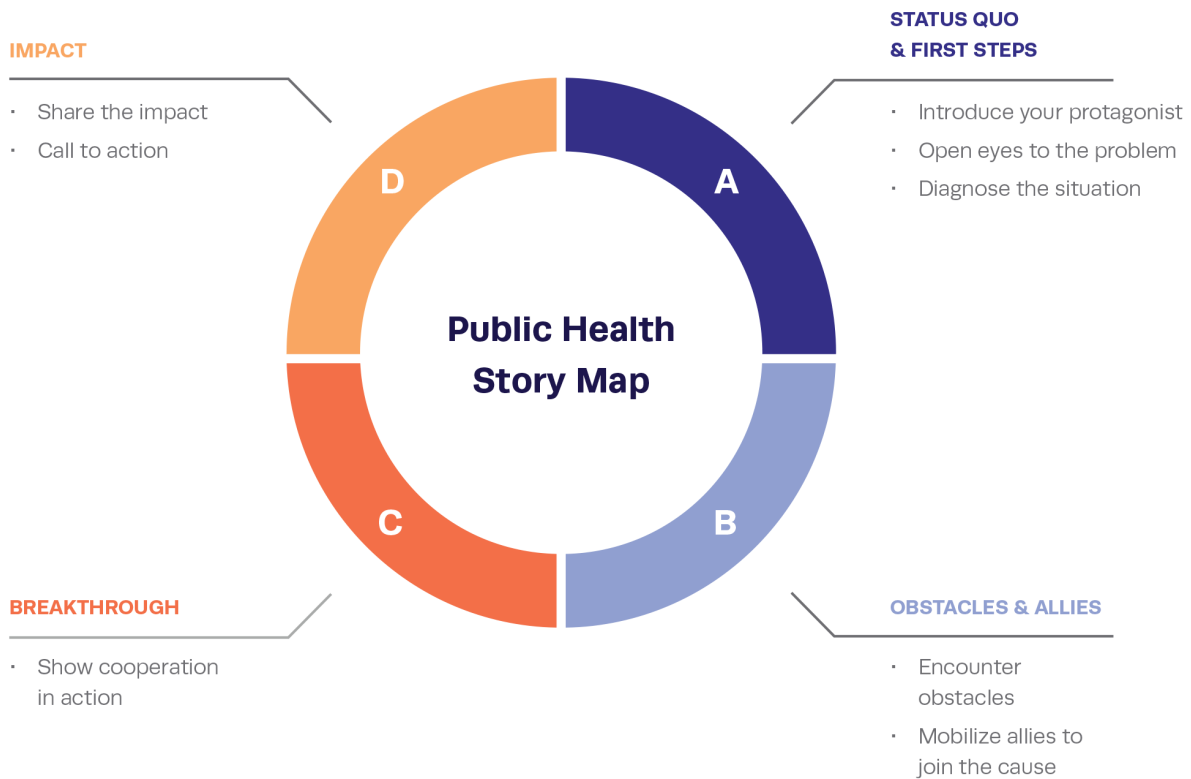 STATUS QUO
& FIRST STEPS
· Introduce your protagonist
· Open eyes to the problem
· Diagnose the situation
A
OBSTACLES & ALLIES
· Encounter
obstacles
· Mobilize allies to
join the cause
B
BREAKTHROUGH
· Show cooperation
in action
C
IMPACT
· Share the impact
· Call to action
D
Public Health
Story Map